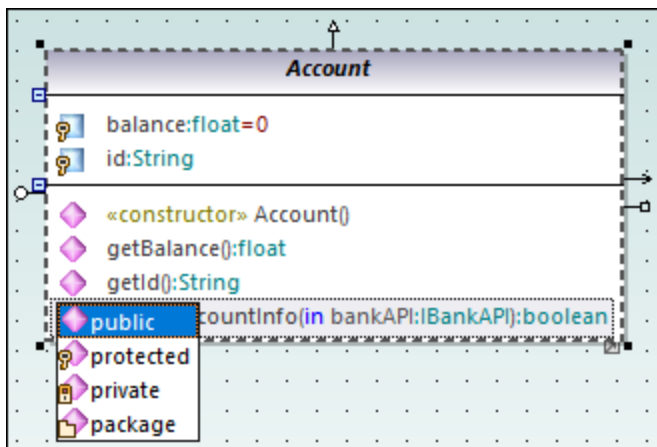 Account
balance:float=0
id:String
«constructor» Account()
getBalance():float
getId():String
countInfo(in bankAPI:IBankAPI):boolean
public
protected
private
package